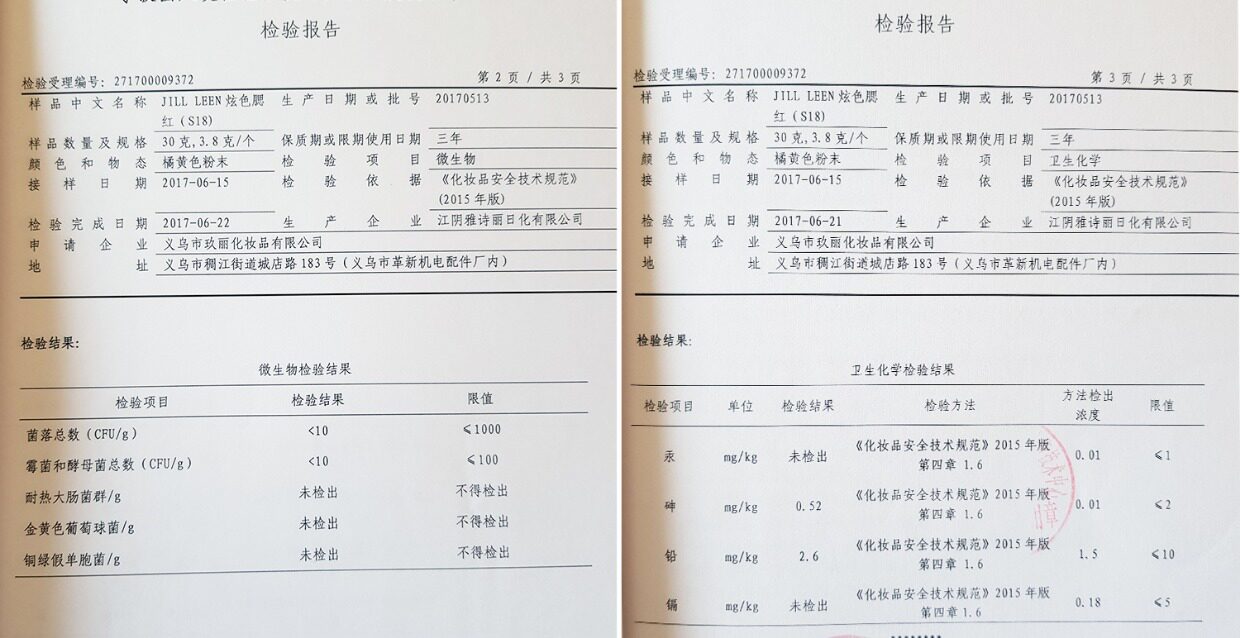 检验报告
检验受理编号: 271700009372 第 2 页 / 共 3 页
样品中文名称 JILL LEEN炫色腮红(S18) 生产日期或批号 20170513
样品数量及规格 30克,3.8克/个 保质期或限期使用日期 三年
颜色和物态 橘黄色粉末 检验项目 微生物
接样日期 2017-06-15 检验依据 《化妆品安全技术规范》(2015年版)
检验完成日期 2017-06-22 生产企业 江阴雅诗丽日化有限公司
申请企业 义乌市玖丽化妆品有限公司
地址 义乌市稠江街道城店路183号(义乌市革新机电配件厂内)
检验结果:
微生物检验结果
检验项目 检验结果 限值
菌落总数(CFU/g) <10 ≤1000
霉菌和酵母菌总数(CFU/g) <10 ≤100
耐热大肠菌群/g 未检出 不得检出
金黄色葡萄球菌/g 未检出 不得检出
铜绿假单胞菌/g 未检出 不得检出
检验报告
检验受理编号: 271700009372 第 3 页 / 共 3 页
样品中文名称 JILL LEEN炫色腮红(S18) 生产日期或批号 20170513
样品数量及规格 30克,3.8克/个 保质期或限期使用日期 三年
颜色和物态 橘黄色粉末 检验项目 卫生化学
接样日期 2017-06-15 检验依据 《化妆品安全技术规范》(2015年版)
检验完成日期 2017-06-21 生产企业 江阴雅诗丽日化有限公司
申请企业 义乌市玖丽化妆品有限公司
地址 义乌市稠江街道城店路183号(义乌市革新机电配件厂内)
检验结果:
卫生化学检验结果
检验项目 单位 检验结果 检验方法 方法检出浓度 限值
汞 mg/kg 未检出 《化妆品安全技术规范》2015年版第四章 1.6 0.01 ≤1
砷 mg/kg 0.52 《化妆品安全技术规范》2015年版第四章 1.6 0.01 ≤2
铅 mg/kg 2.6 《化妆品安全技术规范》2015年版第四章 1.6 1.5 ≤10
镉 mg/kg 未检出 《化妆品安全技术规范》2015年版第四章 1.6 0.18 ≤5